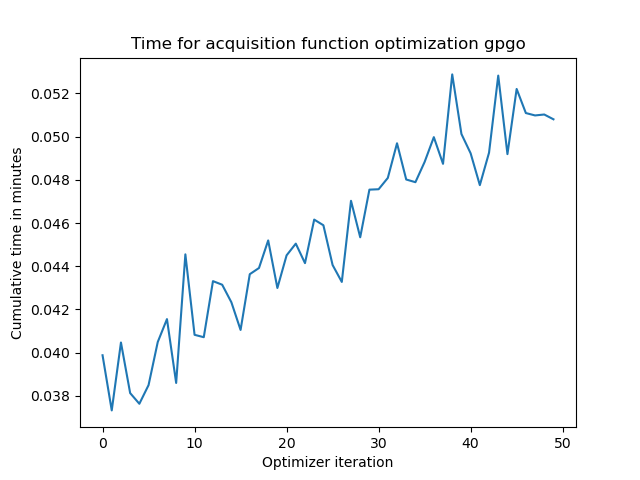 Time for acquisition function optimization gpgo
Cumulative time in minutes
0.052
0.050
0.048
0.046
0.044
0.042
0.040
0.038
0 10 20 30 40 50
Optimizer iteration